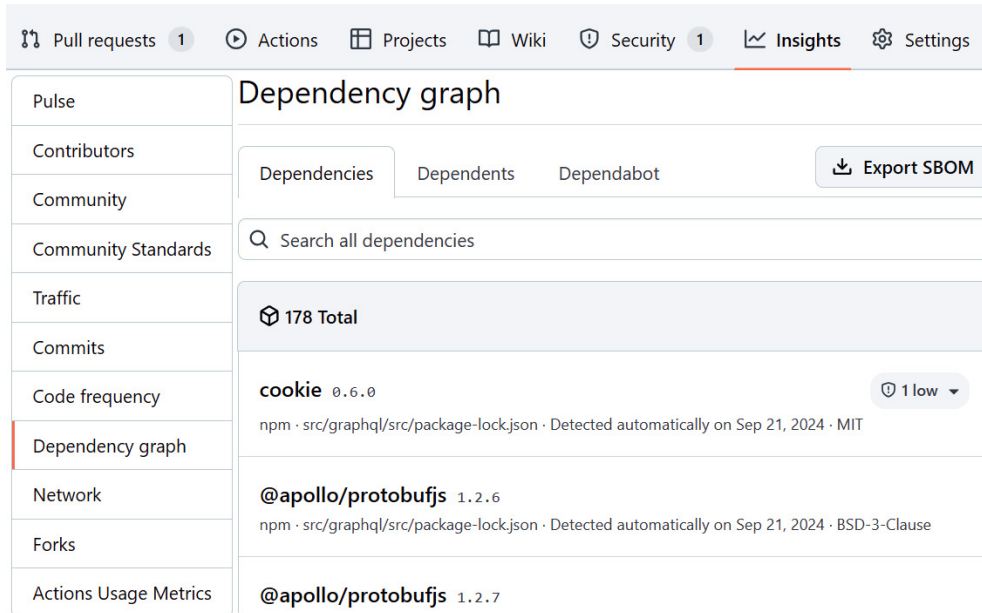 Pull requests 1 Actions Projects Wiki Security 1 Insights Settings
Pulse
Contributors
Community
Community Standards
Traffic
Commits
Code frequency
Dependency graph
Network
Forks
Actions Usage Metrics
Dependency graph
Dependencies Dependents Dependabot Export SBOM
Search all dependencies
178 Total
cookie 0.6.0 1 low
npm · src/graphql/src/package-lock.json · Detected automatically on Sep 21, 2024 · MIT
@apollo/protobufjs 1.2.6
npm · src/graphql/src/package-lock.json · Detected automatically on Sep 21, 2024 · BSD-3-Clause
@apollo/protobufjs 1.2.7